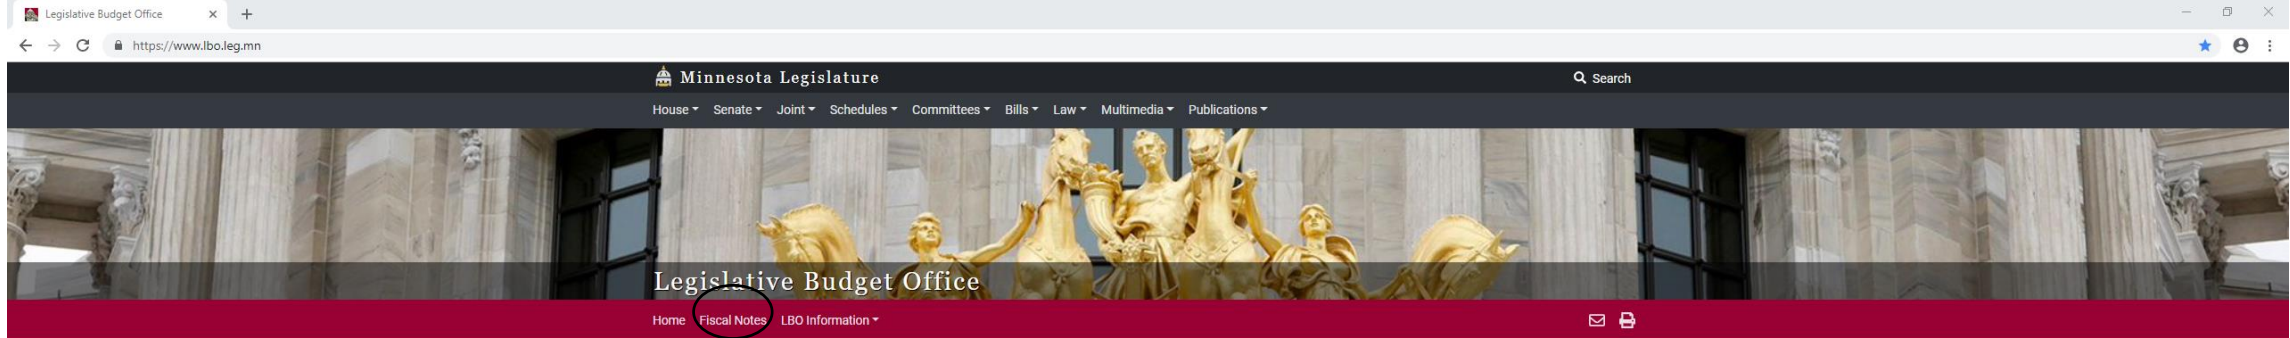 Legislative Budget Office
https://www.lbo.leg.mn
Minnesota Legislature Search
House Senate Joint Schedules Committees Bills Law Multimedia Publications
Legislative Budget Office
Home Fiscal Notes LBO Information